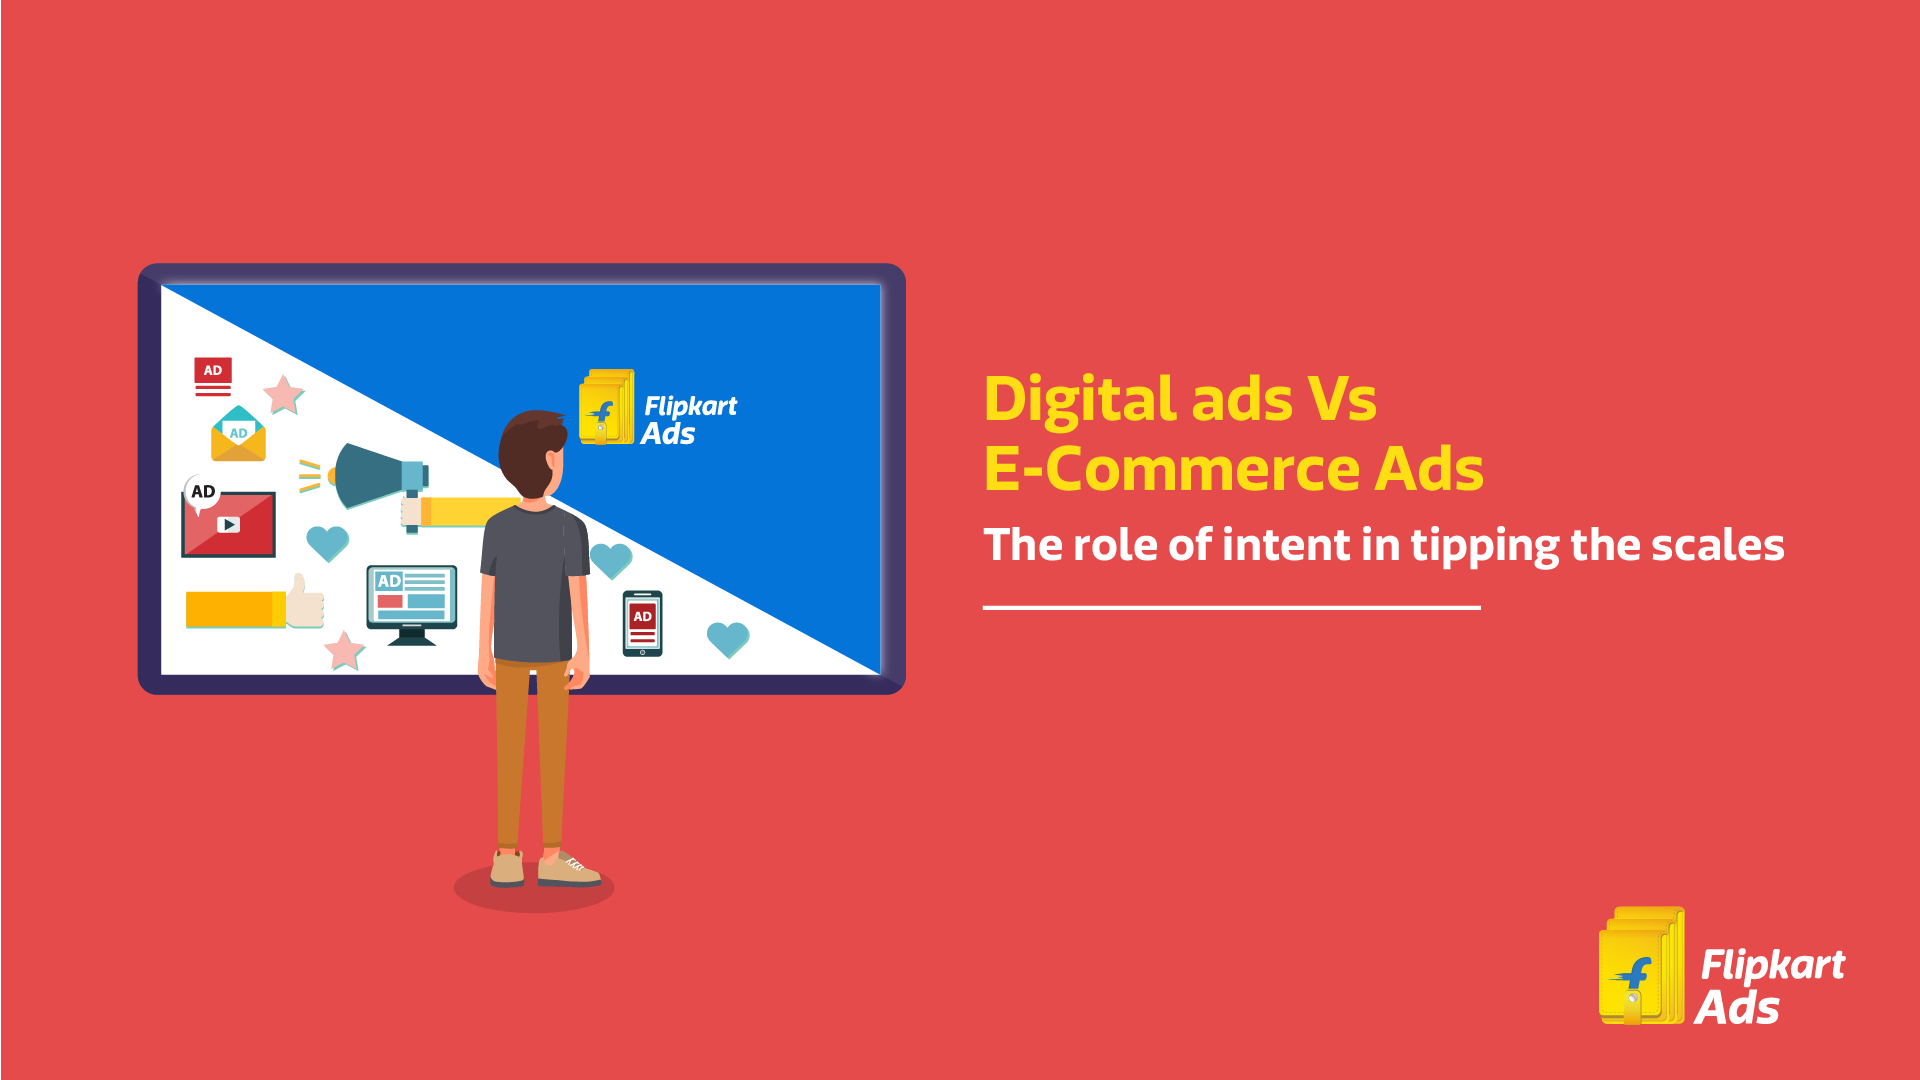 AD
AD
AD
AD
AD
Flipkart
Ads
Digital ads Vs
E-Commerce Ads
The role of intent in tipping the scales
f
Flipkart
Ads